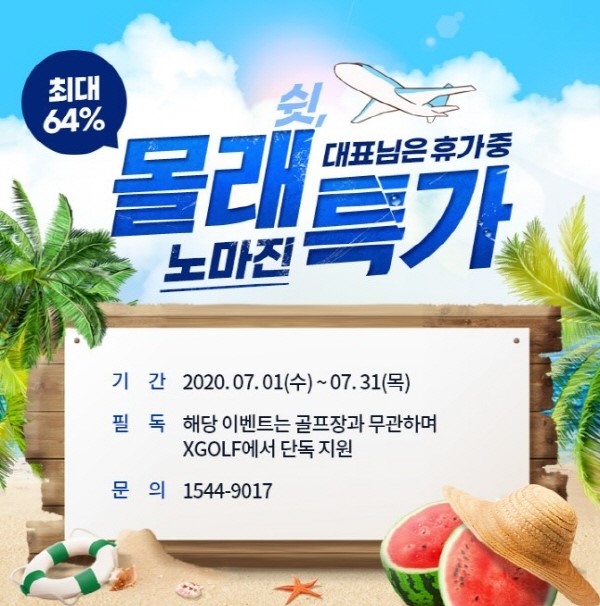 최대
64%
쉿,
몰래 대표님은 휴가 중
노마진 특가
기 간 2020. 07. 01(수) ~ 07. 31(목)
필 독 해당 이벤트는 골프장과 무관하며
XGOLF에서 단독 지원
문 의 1544-9017